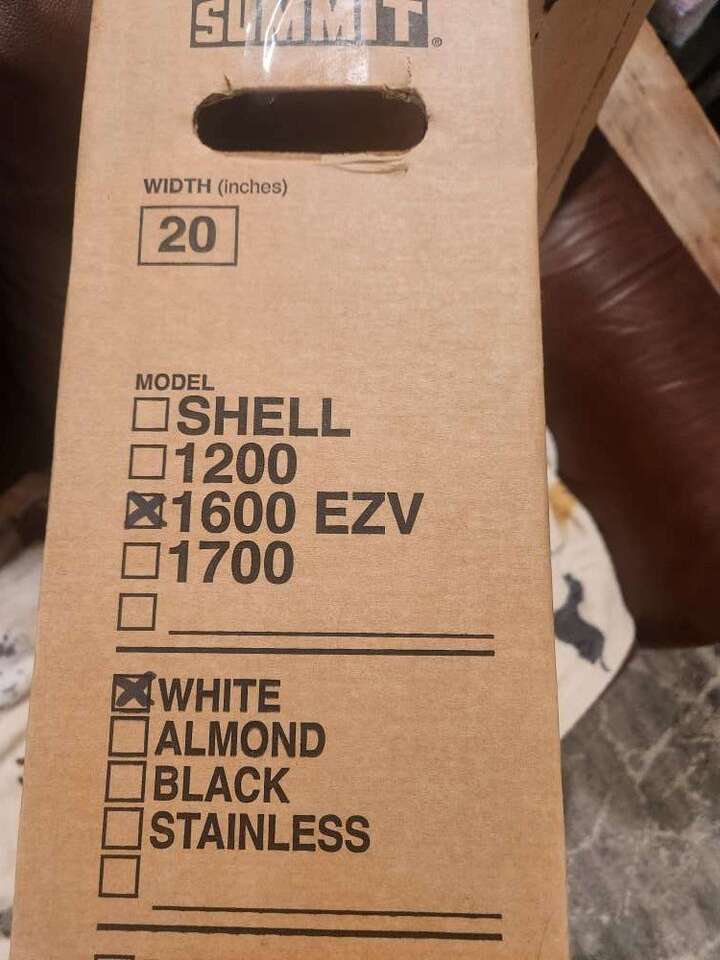 SUMMIT®
WIDTH (inches)
20
MODEL
SHELL
1200
1600 EZV
1700
WHITE
ALMOND
BLACK
STAINLESS